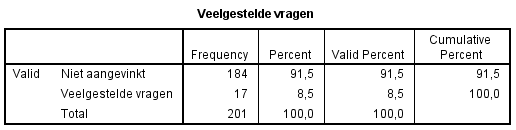 Veelgestelde vragen
Frequency Percent Valid Percent Cumulative Percent
Valid Niet aangevinkt 184 91,5 91,5 91,5
Veelgestelde vragen 17 8,5 8,5 100,0
Total 201 100,0 100,0